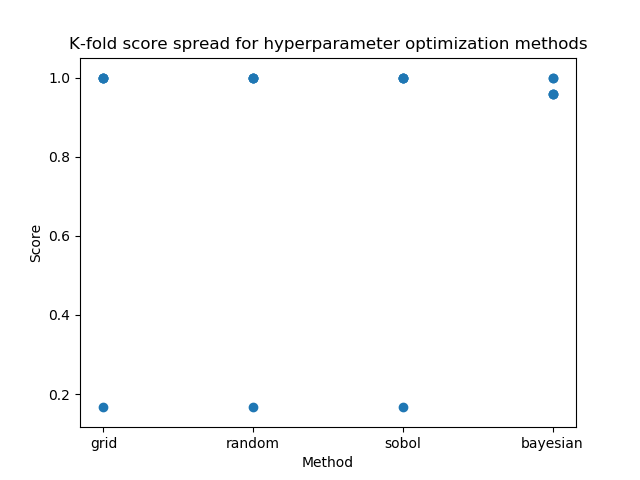 K-fold score spread for hyperparameter optimization methods
1.0
0.8
0.6
0.4
0.2
Score
grid random sobol bayesian
Method